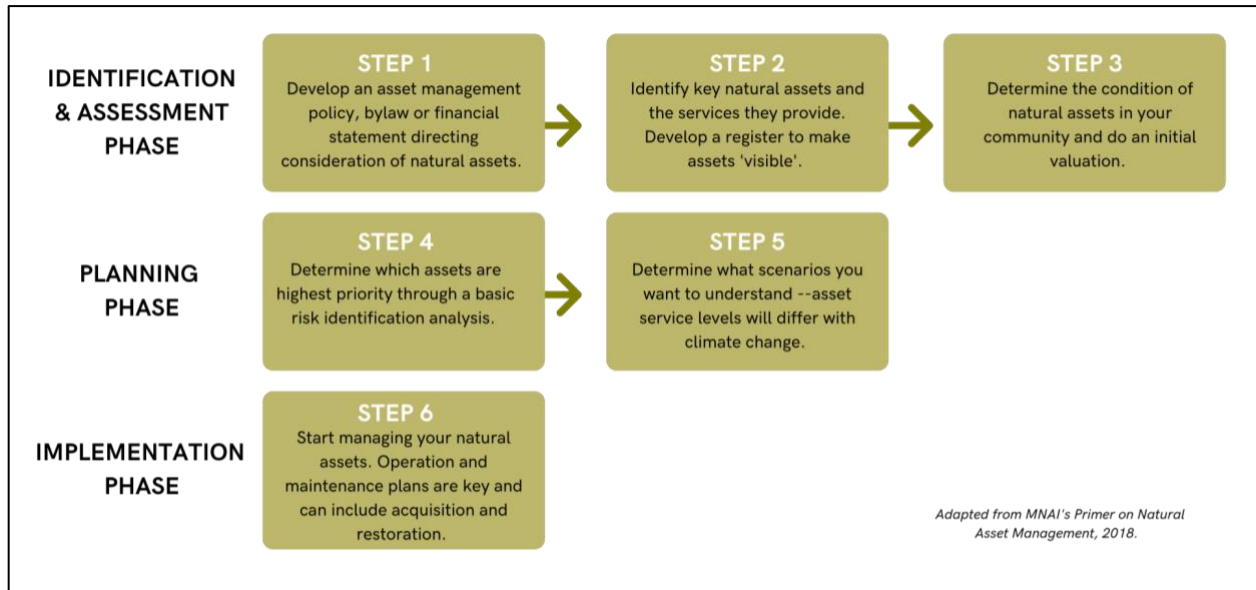 IDENTIFICATION
& ASSESSMENT
PHASE
STEP 1
Develop an asset management
policy, bylaw or financial
statement directing
consideration of natural assets.
STEP 2
Identify key natural assets and
the services they provide.
Develop a register to make
assets 'visible'.
STEP 3
Determine the condition of
natural assets in your
community and do an initial
valuation.
PLANNING
PHASE
STEP 4
Determine which assets are
highest priority through a basic
risk identification analysis.
STEP 5
Determine what scenarios you
want to understand --asset
service levels will differ with
climate change.
IMPLEMENTATION
PHASE
STEP 6
Start managing your natural
assets. Operation and
maintenance plans are key and
can include acquisition and
restoration.
Adapted from MNAI's Primer on Natural
Asset Management, 2018.